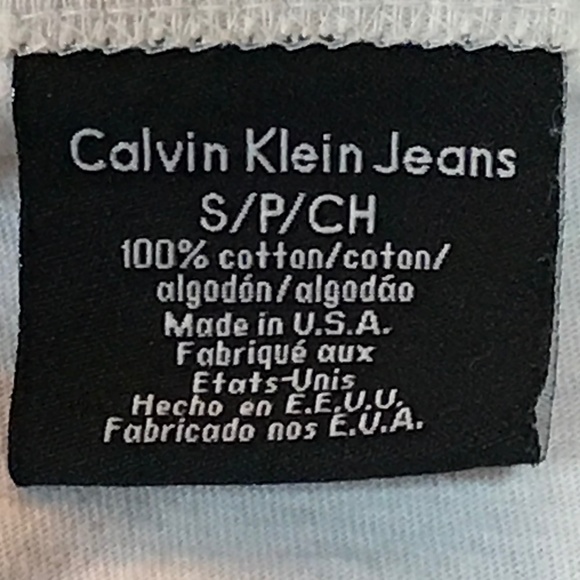 Calvin Klein Jeans
S/P/CH
100% cotton/coton/
algodón/algodão
Made in U.S.A.
Fabriqué aux
Etats-Unis
Hecho en E.E.U.U.
Fabricado nos E.U.A.